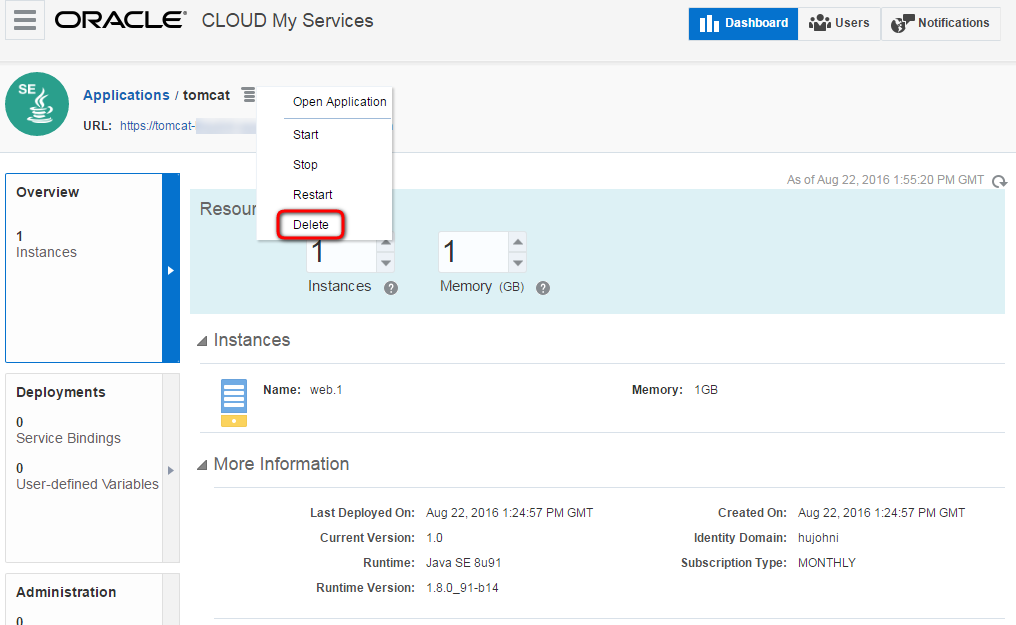 ORACLE CLOUD My Services
Dashboard
Users
Notifications
SE
Applications / tomcat
URL: https://tomcat-
Open Application
Start
Stop
Restart
Delete
As of Aug 22, 2016 1:55:20 PM GMT
Overview
1
Instances
1
Instances ?
1
Memory (GB) ?
Instances
Name: web.1
Memory: 1GB
Deployments
0
Service Bindings
0
User-defined Variables
More Information
Last Deployed On: Aug 22, 2016 1:24:57 PM GMT
Created On: Aug 22, 2016 1:24:57 PM GMT
Current Version: 1.0
Identity Domain: hujohni
Runtime: Java SE 8u91
Subscription Type: MONTHLY
Runtime Version: 1.8.0_91-b14
Administration
0